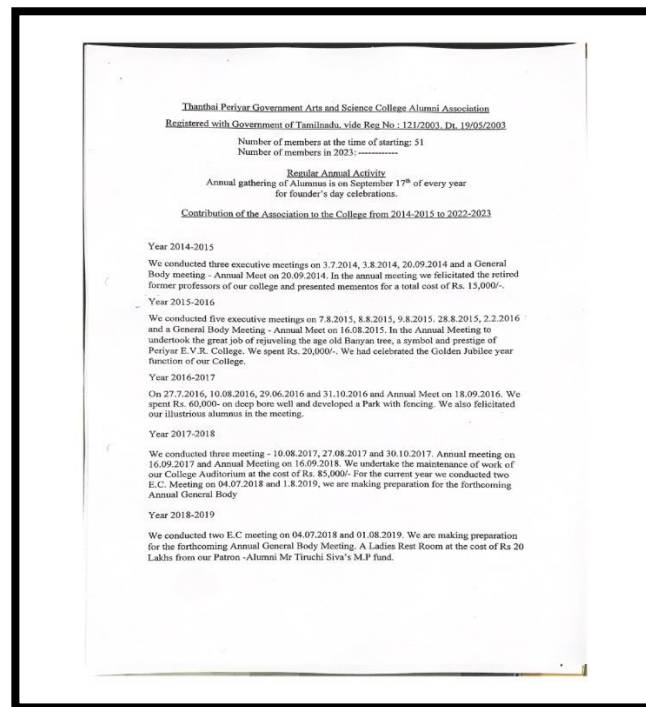 Thanthai Periyar Government Arts and Science College Alumni Association
Registered with Government of Tamilnadu, vide Reg No : 121/2003, Dt. 19/05/2003
Number of members at the time of starting: 51
Number of members in 2023: ------------
Regular Annual Activity
Annual gathering of Alumnus is on September 17th of every year
for founder's day celebrations.
Contribution of the Association to the College from 2014-2015 to 2022-2023
Year 2014-2015
We conducted three executive meetings on 3.7.2014, 3.8.2014, 20.09.2014 and a General
Body meeting - Annual Meet on 20.09.2014. In the annual meeting we felicitated the retired
former professors of our college and presented mementos for a total cost of Rs. 15,000/-.
Year 2015-2016
We conducted five executive meetings on 7.8.2015, 8.8.2015, 9.8.2015. 28.8.2015, 2.2.2016
and a General Body Meeting - Annual Meet on 16.08.2015. In the Annual Meeting to
undertook the great job of rejuveling the age old Banyan tree, a symbol and prestige of
Periyar E.V.R. College. We spent Rs. 20,000/-. We had celebrated the Golden Jubilee year
function of our College.
Year 2016-2017
On 27.7.2016, 10.08.2016, 29.06.2016 and 31.10.2016 and Annual Meet on 18.09.2016. We
spent Rs. 60,000- on deep bore well and developed a Park with fencing. We also felicitated
our illustrious alumnus in the meeting.
Year 2017-2018
We conducted three meeting - 10.08.2017, 27.08.2017 and 30.10.2017. Annual meeting on
16.09.2017 and Annual Meeting on 16.09.2018. We undertake the maintenance of work of
our College Auditorium at the cost of Rs. 85,000/- For the current year we conducted two
E.C. Meeting on 04.07.2018 and 1.8.2019, we are making preparation for the forthcoming
Annual General Body
Year 2018-2019
We conducted two E.C meeting on 04.07.2018 and 01.08.2019. We are making preparation
for the forthcoming Annual General Body Meeting. A Ladies Rest Room at the cost of Rs 20
Lakhs from our Patron -Alumni Mr Tiruchi Siva's M.P fund.